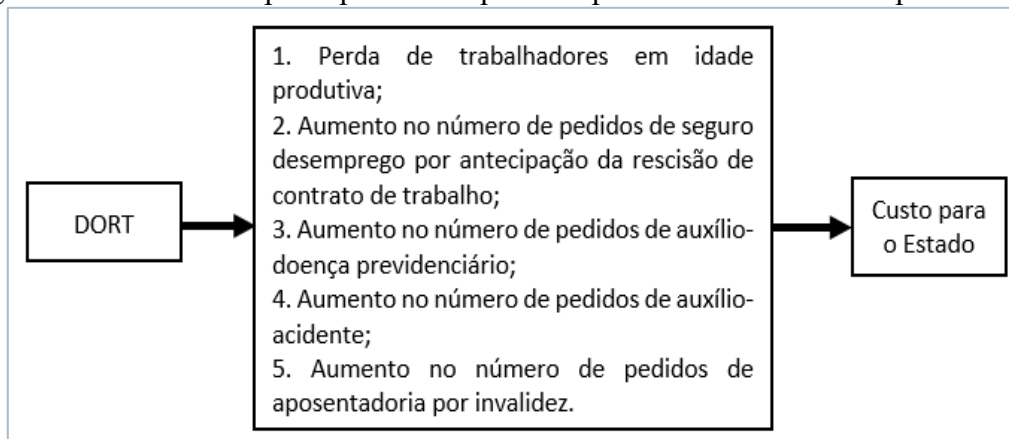 DORT
1. Perda de trabalhadores em idade
produtiva;
2. Aumento no número de pedidos de seguro
desemprego por antecipação da rescisão de
contrato de trabalho;
3. Aumento no número de pedidos de auxílio-
doença previdenciário;
4. Aumento no número de pedidos de auxílio-
acidente;
5. Aumento no número de pedidos de
aposentadoria por invalidez.
Custo para
o Estado